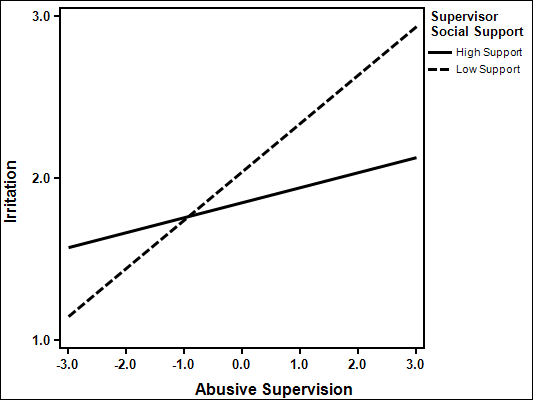 3.0
2.0
1.0
Irritation
-3.0 -2.0 -1.0 0.0 1.0 2.0 3.0
Abusive Supervision
Supervisor
Social Support
High Support
Low Support